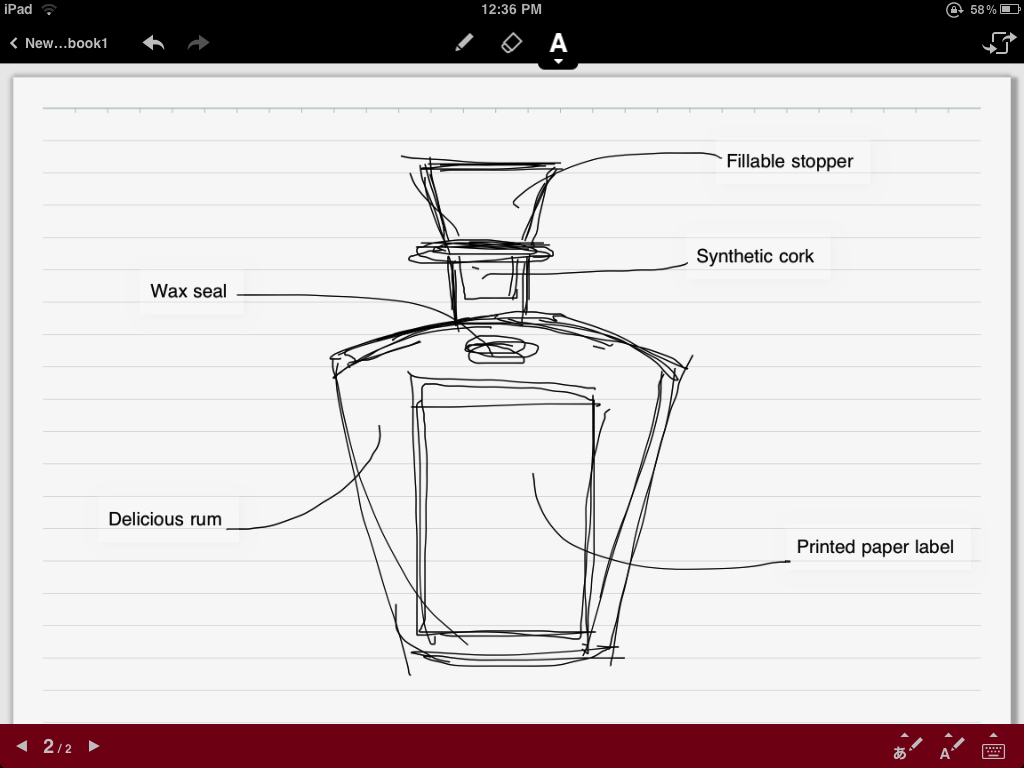 iPad 12:36 PM 58%
New...book1 A
Fillable stopper
Synthetic cork
Wax seal
Delicious rum
Printed paper label
2 / 2 あ A